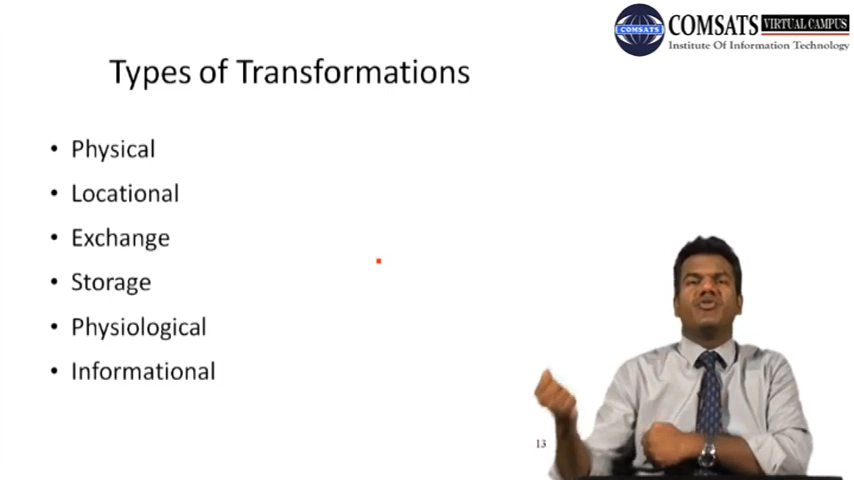 COMSATS VIRTUAL CAMPUS
Institute Of Information Technology
COMSATS
Types of Transformations
• Physical
• Locational
• Exchange
• Storage
• Physiological
• Informational
13